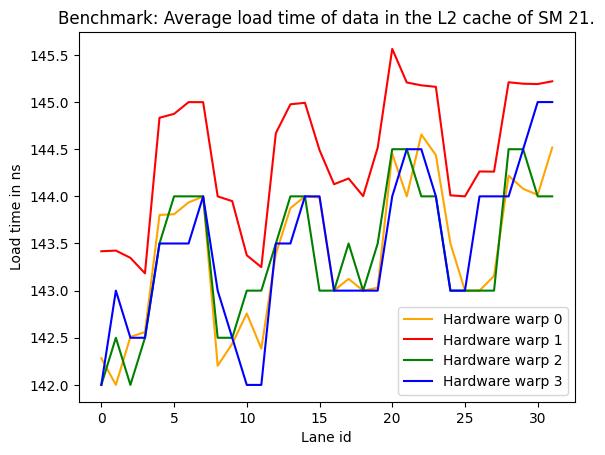 Benchmark: Average load time of data in the L2 cache of SM 21.
145.5
145.0
144.5
144.0
143.5
143.0
142.5
142.0
Load time in ns
Hardware warp 0
Hardware warp 1
Hardware warp 2
Hardware warp 3
0 5 10 15 20 25 30
Lane id